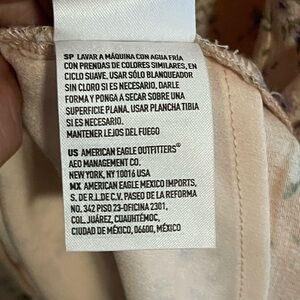 SP LAVAR A MÁQUINA CON AGUA FRÍA
CON PRENDAS DE COLORES SIMILARES, EN
CICLO SUAVE. USAR SÓLO BLANQUEADOR
SIN CLORO SI ES NECESARIO. DARLE
FORMA Y PONGA A SECAR SOBRE UNA
SUPERFICIE PLANA. USAR PLANCHA TIBIA
SI ES NECESARIO.
MANTENER LEJOS DEL FUEGO
US AMERICAN EAGLE OUTFITTERS®
AEO MANAGEMENT CO.
NEW YORK, NY 10016 USA
MX AMERICAN EAGLE MEXICO IMPORTS,
S. DE R.L.DE C.V. PASEO DE LA REFORMA
NO. 342 PISO 23-OFICINA 2301,
COL. JUÁREZ, CUAUHTÉMOC,
CIUDAD DE MÉXICO, 06600, MÉXICO